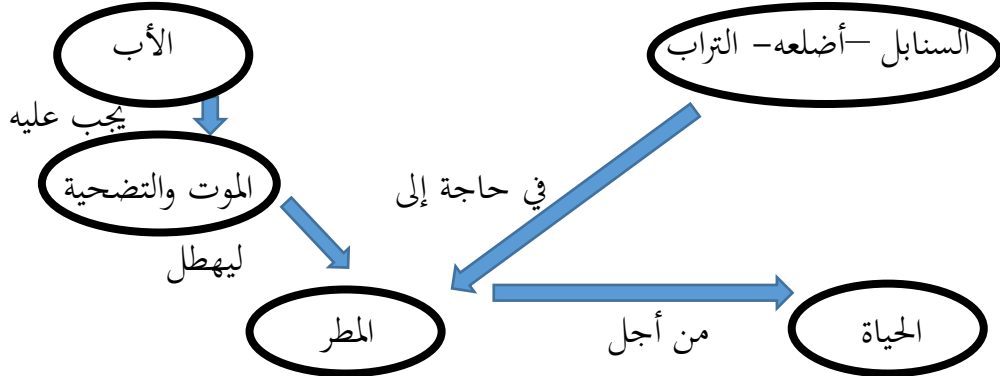 السنابل –أضلعه- التراب
الأب
يجب عليه
الموت والتضحية
في حاجة إلى
ليهطل
المطر
من أجل
الحياة